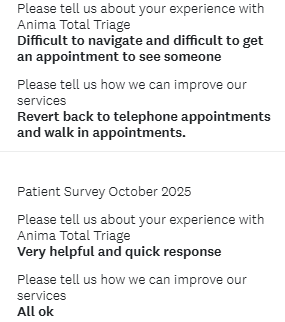 Please tell us about your experience with
Anima Total Triage
Difficult to navigate and difficult to get
an appointment to see someone
Please tell us how we can improve our
services
Revert back to telephone appointments
and walk in appointments.
Patient Survey October 2025
Please tell us about your experience with
Anima Total Triage
Very helpful and quick response
Please tell us how we can improve our
services
All ok